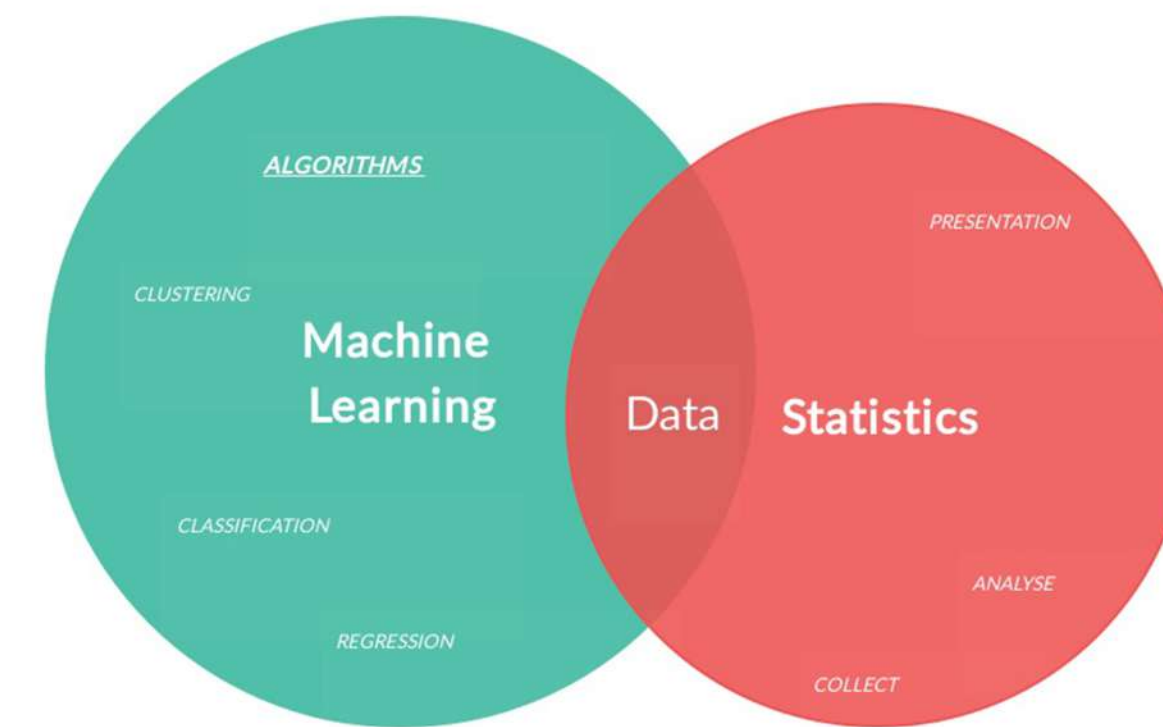 ALGORITHMS
CLUSTERING
Machine
Learning
CLASSIFICATION
REGRESSION
Data
Statistics
PRESENTATION
ANALYSE
COLLECT